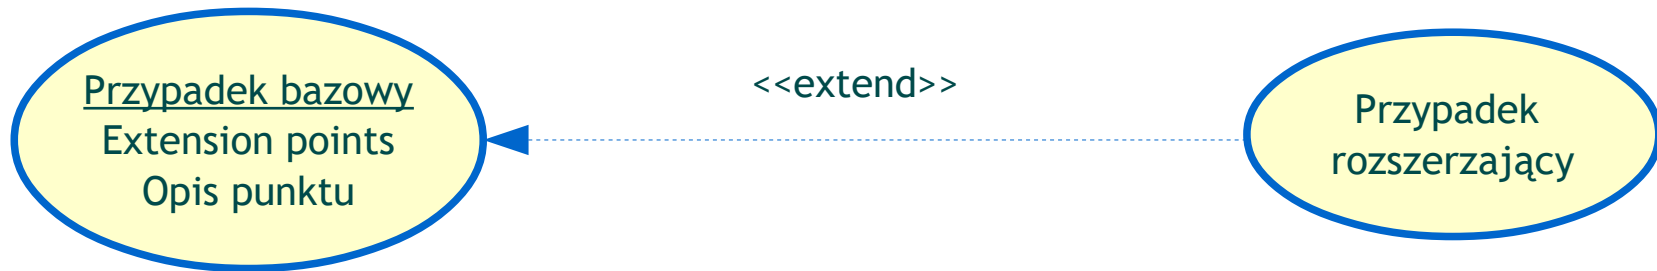 Przypadek bazowy
Extension points
Opis punktu
<<extend>>
Przypadek
rozszerzający